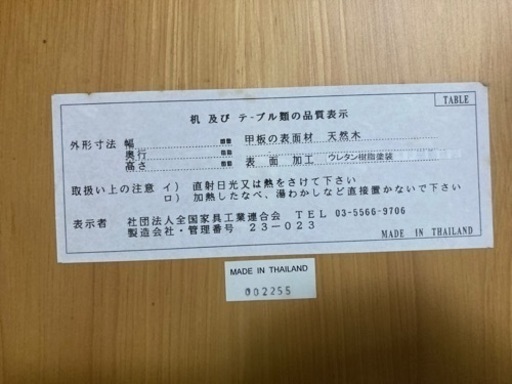 TABLE
机 及び テーブル類の品質表示
外形寸法 幅 甲板の表面材 天然木
奥行
高さ 表面 加工 ウレタン樹脂塗装
取扱い上の注意 イ) 直射日光又は熱をさけて下さい
ロ) 加熱したなべ、湯わかしなど直接置かないで下さい
表示者 社団法人全国家具工業連合会 TEL 03-5566-9706
製造会社・管理番号 23-023
MADE IN THAILAND
MADE IN THAILAND
002255